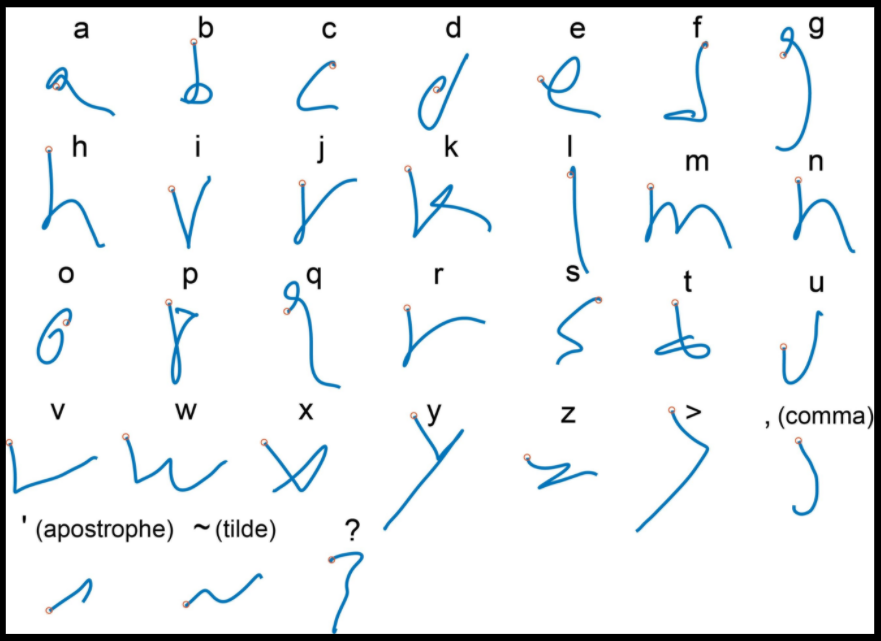 a b c d e f g
h i j k l m n
o p q r s t u
v w x y z > , (comma)
' (apostrophe) ~ (tilde) ?